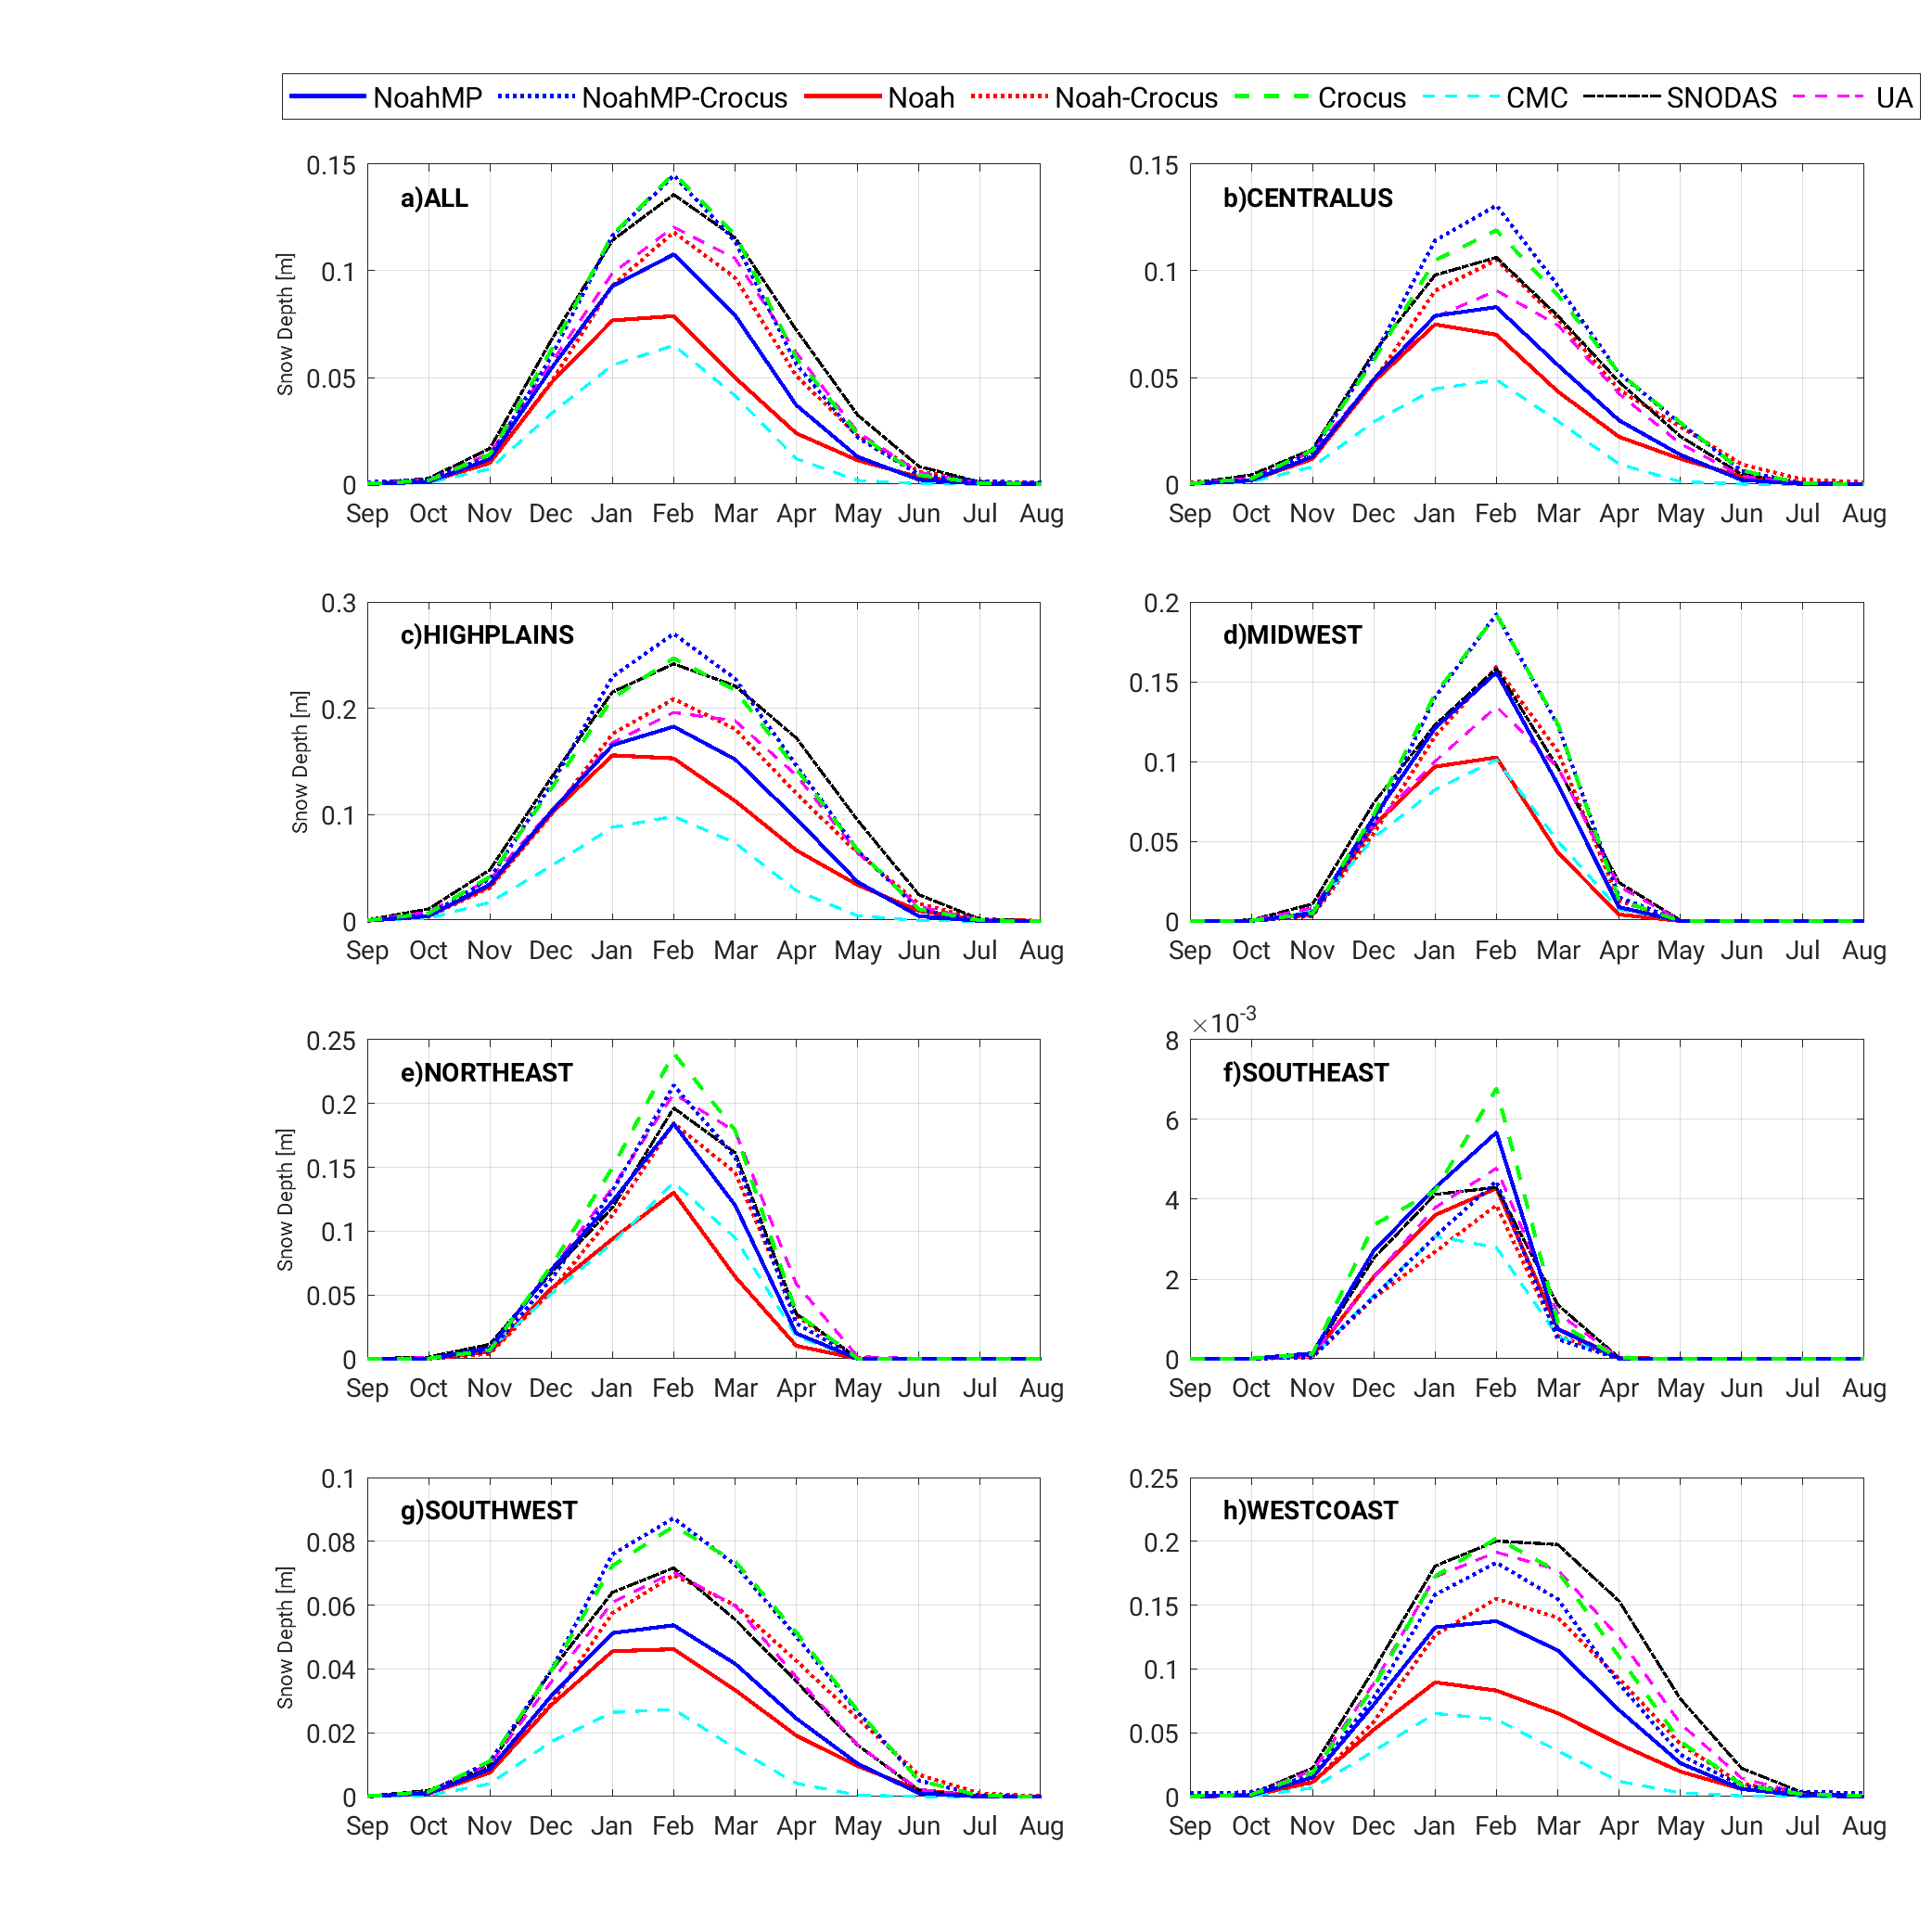 NoahMP NoahMP-Crocus Noah Noah-Crocus Crocus CMC SNODAS UA
0.15 0.1 0.05 0
Snow Depth [m]
a)ALL
Sep Oct Nov Dec Jan Feb Mar Apr May Jun Jul Aug
0.15 0.1 0.05 0
b)CENTRALUS
Sep Oct Nov Dec Jan Feb Mar Apr May Jun Jul Aug
0.3 0.2 0.1 0
Snow Depth [m]
c)HIGHPLAINS
Sep Oct Nov Dec Jan Feb Mar Apr May Jun Jul Aug
0.2 0.15 0.1 0.05 0
d)MIDWEST
Sep Oct Nov Dec Jan Feb Mar Apr May Jun Jul Aug
0.25 0.2 0.15 0.1 0.05 0
Snow Depth [m]
e)NORTHEAST
Sep Oct Nov Dec Jan Feb Mar Apr May Jun Jul Aug
×10-3
8 6 4 2 0
f)SOUTHEAST
Sep Oct Nov Dec Jan Feb Mar Apr May Jun Jul Aug
0.1 0.08 0.06 0.04 0.02 0
Snow Depth [m]
g)SOUTHWEST
Sep Oct Nov Dec Jan Feb Mar Apr May Jun Jul Aug
0.25 0.2 0.15 0.1 0.05 0
h)WESTCOAST
Sep Oct Nov Dec Jan Feb Mar Apr May Jun Jul Aug